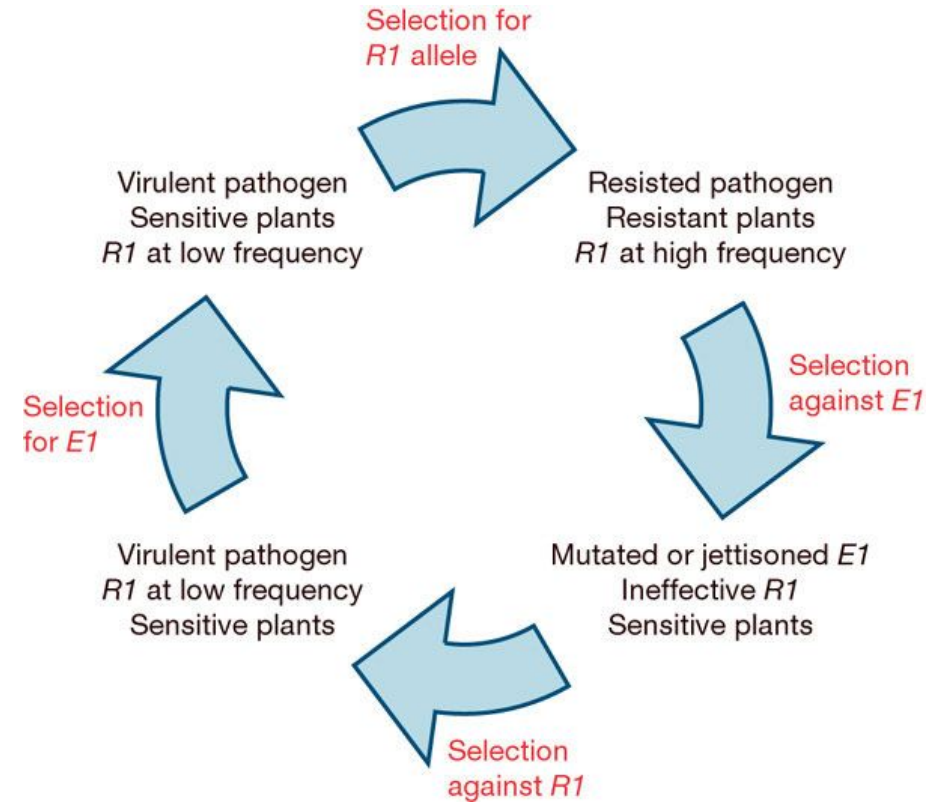 Selection for
R1 allele
Virulent pathogen
Sensitive plants
R1 at low frequency
Resisted pathogen
Resistant plants
R1 at high frequency
Selection
against E1
Mutated or jettisoned E1
Ineffective R1
Sensitive plants
Selection
against R1
Virulent pathogen
R1 at low frequency
Sensitive plants
Selection
for E1